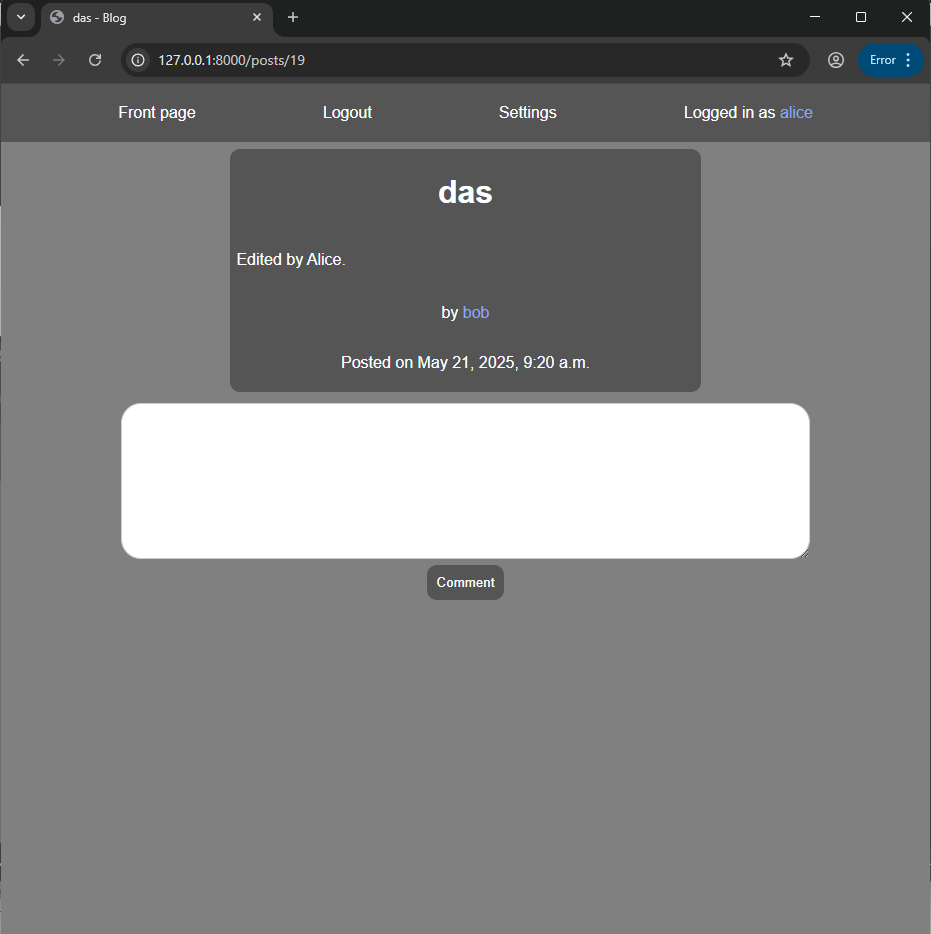 das - Blog
127.0.0.1:8000/posts/19
Error
Front page Logout Settings Logged in as alice
das
Edited by Alice.
by bob
Posted on May 21, 2025, 9:20 a.m.
Comment